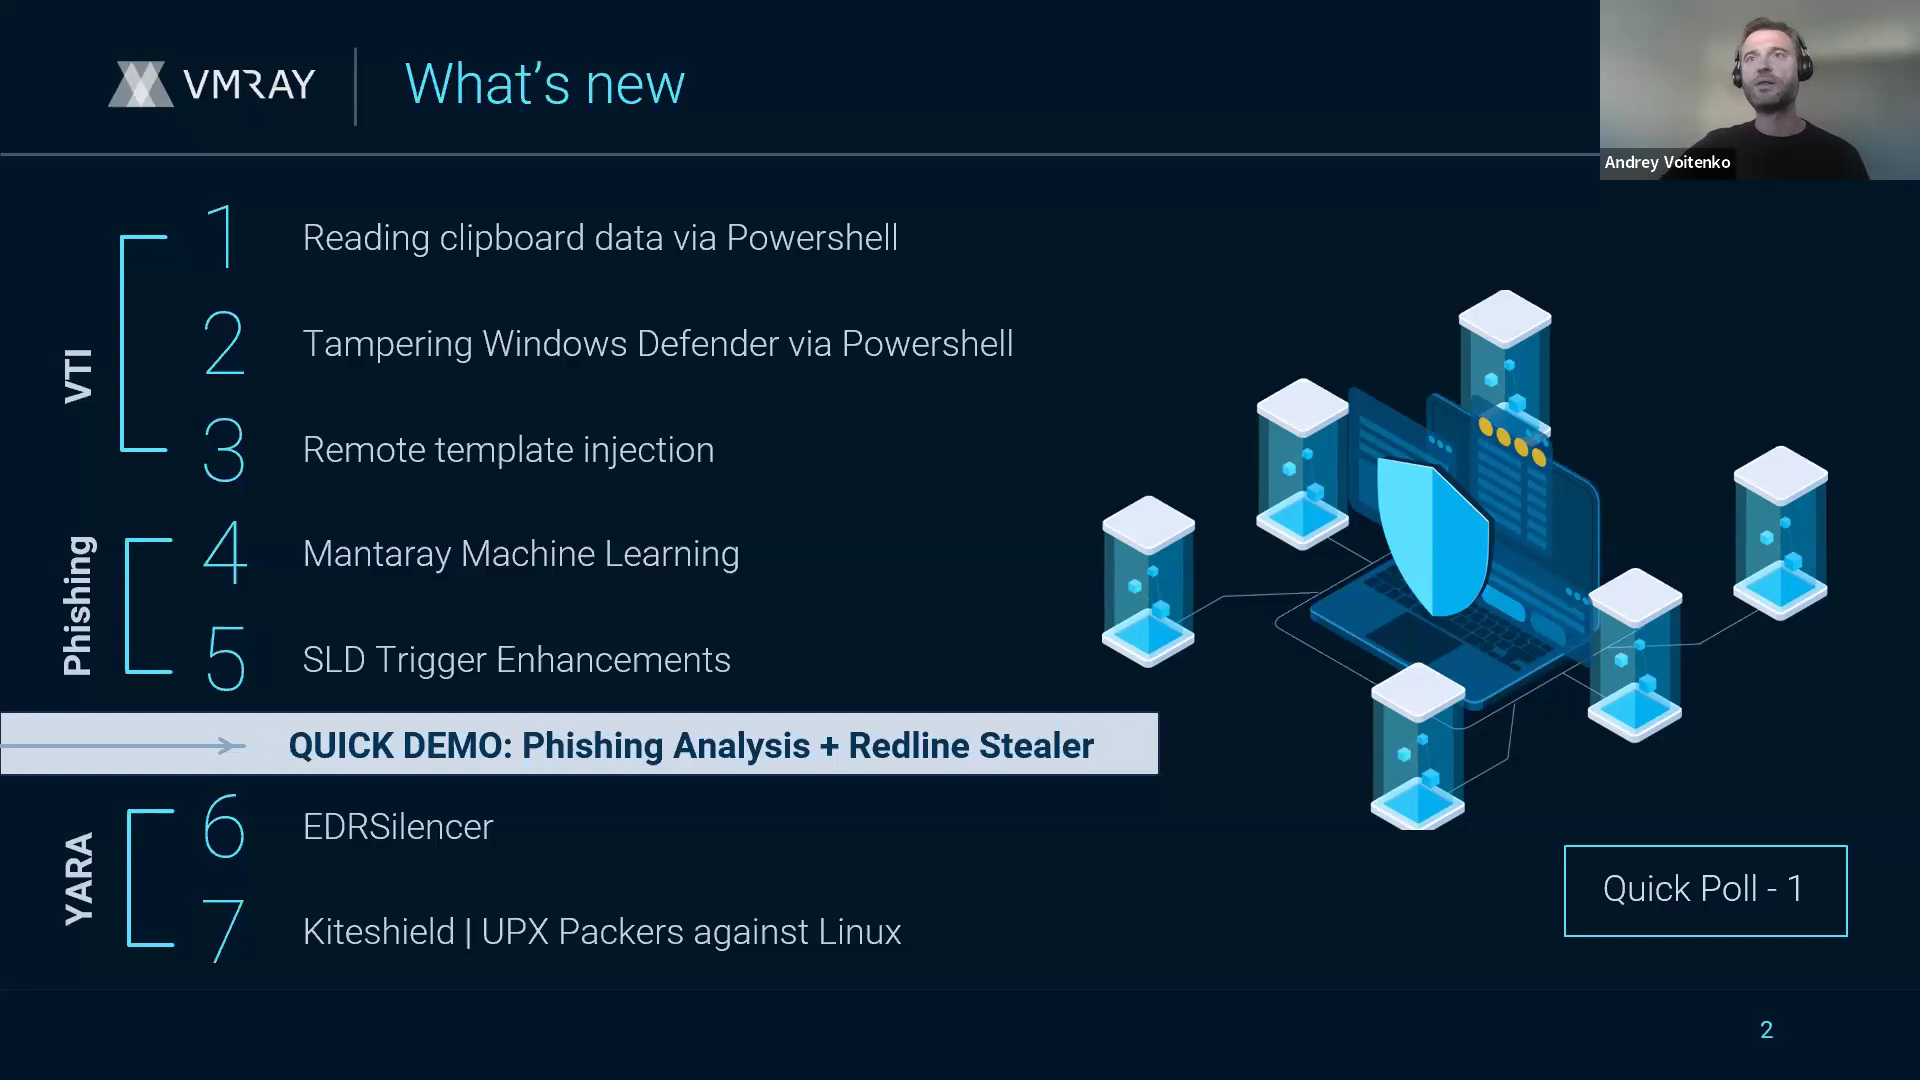 VMRAY
What's new
Andrey Voitenko
VTI
1 Reading clipboard data via Powershell
2 Tampering Windows Defender via Powershell
3 Remote template injection
Phishing
4 Mantaray Machine Learning
5 SLD Trigger Enhancements
QUICK DEMO: Phishing Analysis + Redline Stealer
YARA
6 EDRSilencer
7 Kiteshield | UPX Packers against Linux
Quick Poll - 1
2